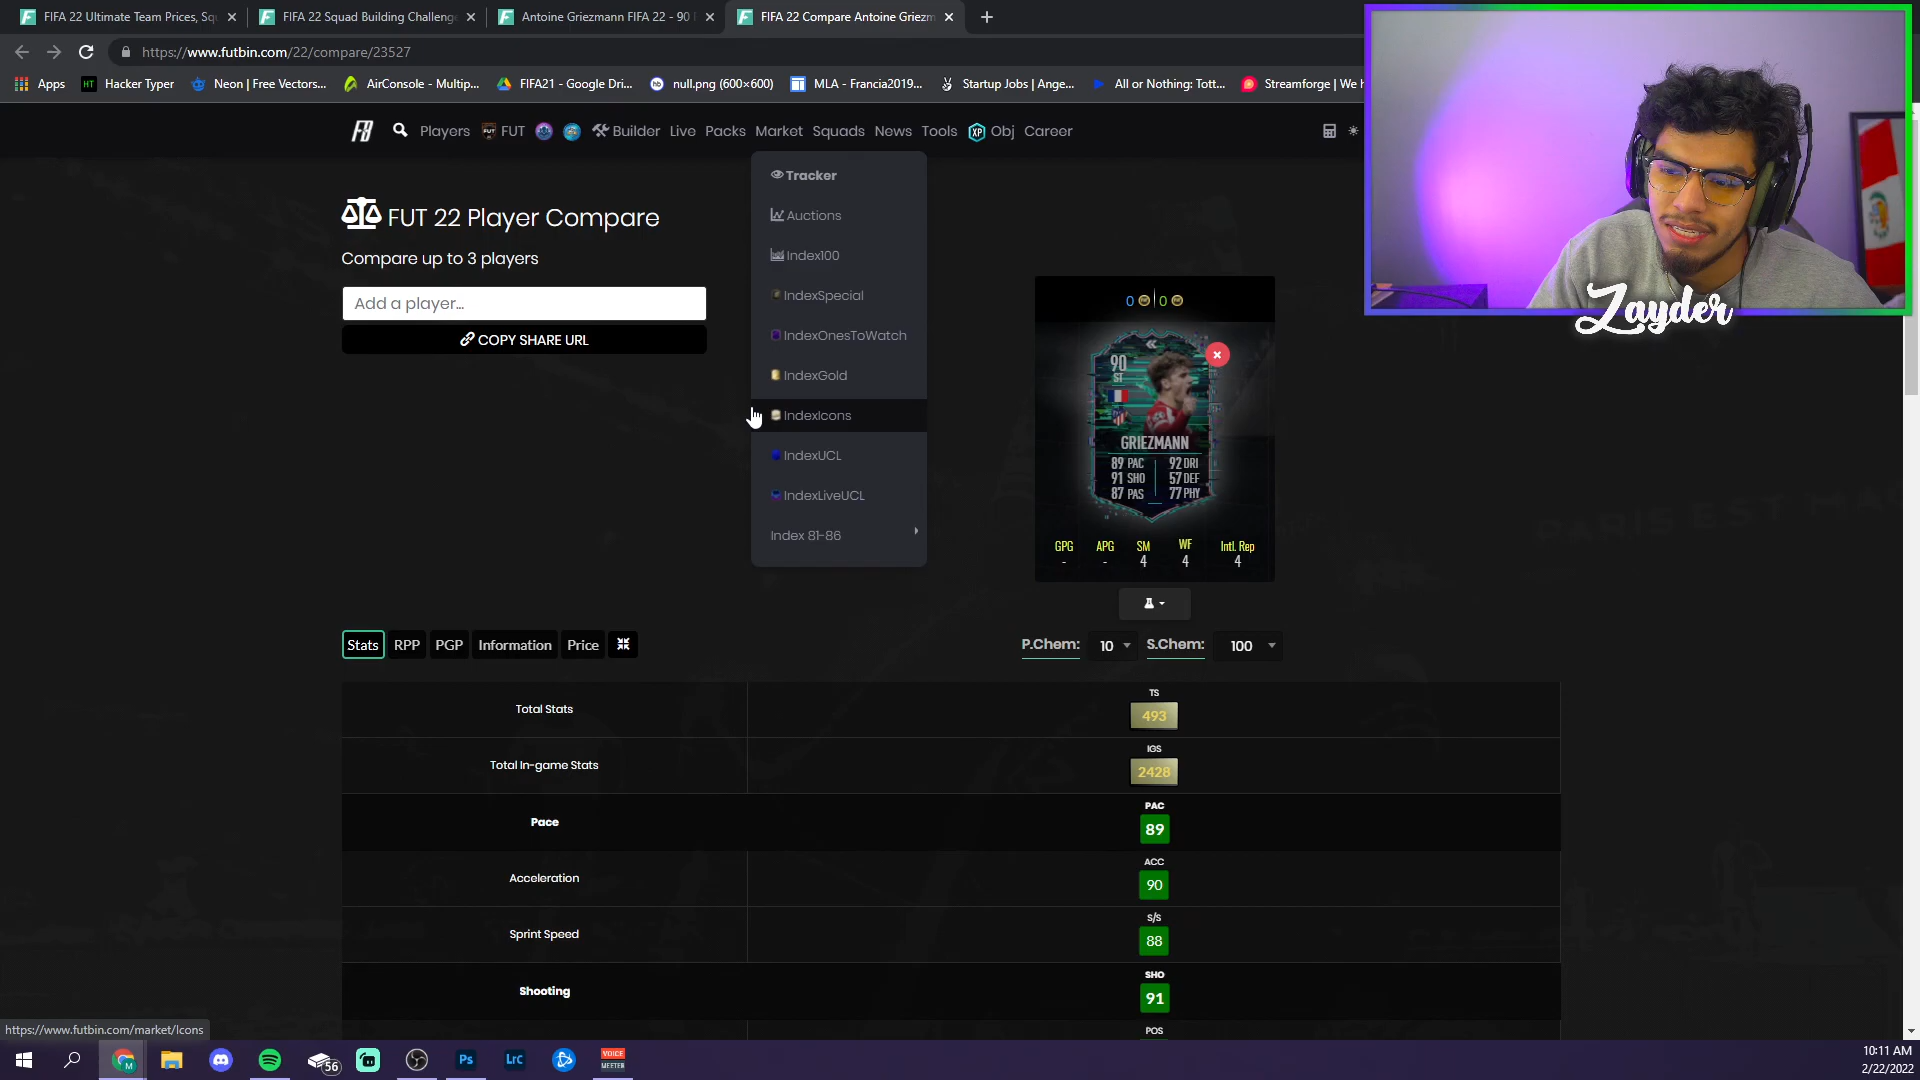 FIFA 22 Ultimate Team Prices, Sq
FIFA 22 Squad Building Challenge
Antoine Griezmann FIFA 22 - 90
FIFA 22 Compare Antoine Griezm
https://www.futbin.com/22/compare/23527
Apps
HT
Hacker Typer
Neon | Free Vectors...
AirConsole - Multip...
FIFA21 - Google Dri...
null.png (600×600)
MLA - Francia2019...
Startup Jobs | Ange...
All or Nothing: Tott...
Streamforge | We h
Players
FUT
Builder
Live
Packs
Market
Squads
News
Tools
XP
Obj
Career
Zayder
FUT 22 Player Compare
Compare up to 3 players
Add a player...
COPY SHARE URL
Tracker
Auctions
Index100
IndexSpecial
IndexOnesToWatch
IndexGold
IndexIcons
IndexUCL
IndexLiveUCL
Index 81-86
0 | 0
90
ST
GRIEZMANN
89 PAC 92 DRI
91 SHO 57 DEF
87 PAS 77 PHY
GPG APG SM WF Intl. Rep
- - 4 4 4
Stats RPP PGP Information Price
P.Chem: 10 S.Chem: 100
TS
Total Stats 493
IGS
Total In-game Stats 2428
PAC
Pace 89
ACC
Acceleration 90
S/S
Sprint Speed 88
SHO
Shooting 91
POS
https://www.futbin.com/market/Icons
56
Ps
Lrc
VOICE
MEETER
10:11 AM
2/22/2022